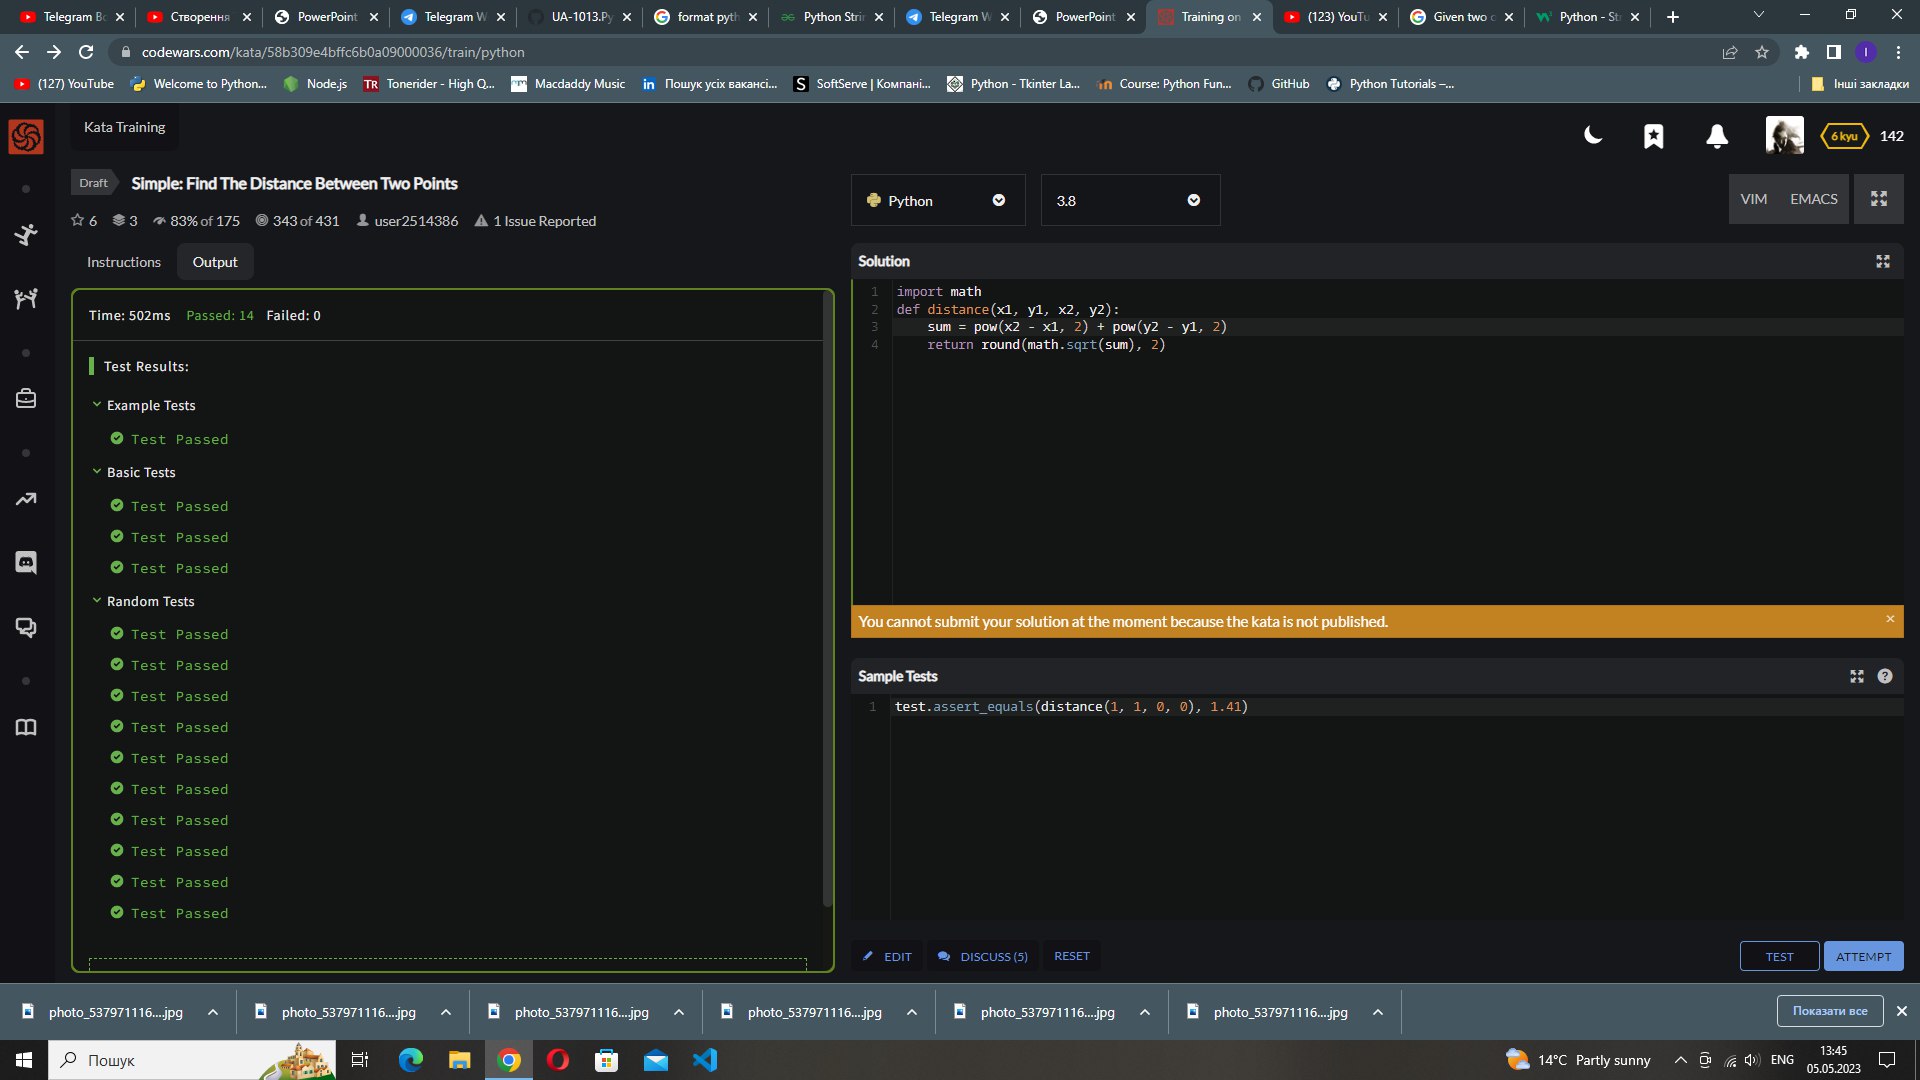 Telegram Bo
Створення
PowerPoint
Telegram W
UA-1013.Py
format pyth
Python Strin
Telegram W
PowerPoint
Training on
(123) YouTu
Given two c
Python - Str
codewars.com/kata/58b309e4bffc6b0a09000036/train/python
(127) YouTube
Welcome to Python...
Node.js
TR Tonerider - High Q...
Macdaddy Music
Пошук усіх вакансі...
SoftServe | Компані...
Python - Tkinter La...
Course: Python Fun...
GitHub
Python Tutorials –...
Інші закладки
Kata Training
6 kyu 142
Draft Simple: Find The Distance Between Two Points
6 3 83% of 175 343 of 431 user2514386 1 Issue Reported
Python
3.8
VIM EMACS
Instructions Output
Time: 502ms Passed: 14 Failed: 0
Test Results:
Example Tests
Test Passed
Basic Tests
Test Passed
Test Passed
Test Passed
Random Tests
Test Passed
Test Passed
Test Passed
Test Passed
Test Passed
Test Passed
Test Passed
Test Passed
Test Passed
Test Passed
Solution
1 import math
2 def distance(x1, y1, x2, y2):
3 sum = pow(x2 - x1, 2) + pow(y2 - y1, 2)
4 return round(math.sqrt(sum), 2)
You cannot submit your solution at the moment because the kata is not published.
Sample Tests
1 test.assert_equals(distance(1, 1, 0, 0), 1.41)
EDIT DISCUSS (5) RESET
TEST ATTEMPT
photo_537971116....jpg
photo_537971116....jpg
photo_537971116....jpg
photo_537971116....jpg
photo_537971116....jpg
photo_537971116....jpg
Показати все
Пошук
14°C Partly sunny
ENG
13:45
05.05.2023